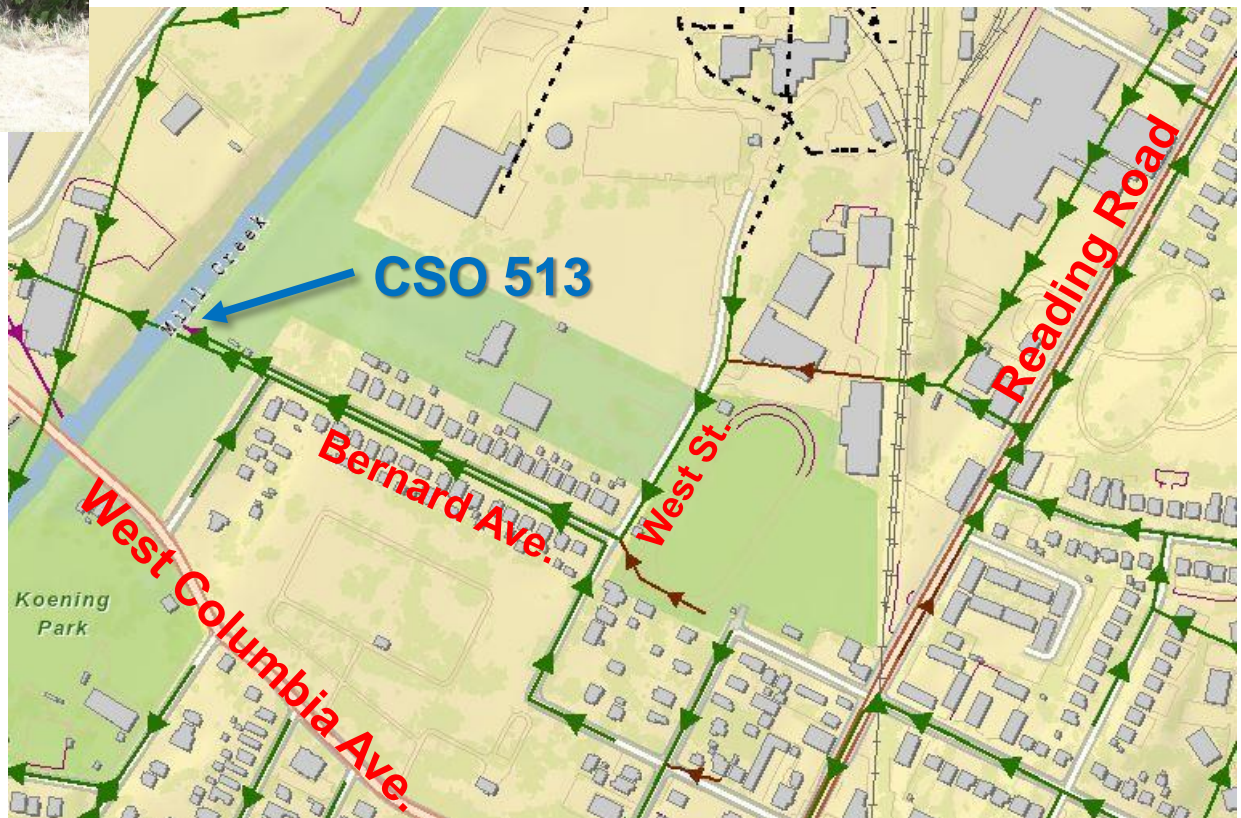 Reading Road
Mill Creek
CSO 513
West St.
Bernard Ave.
West Columbia Ave.
Koening
Park